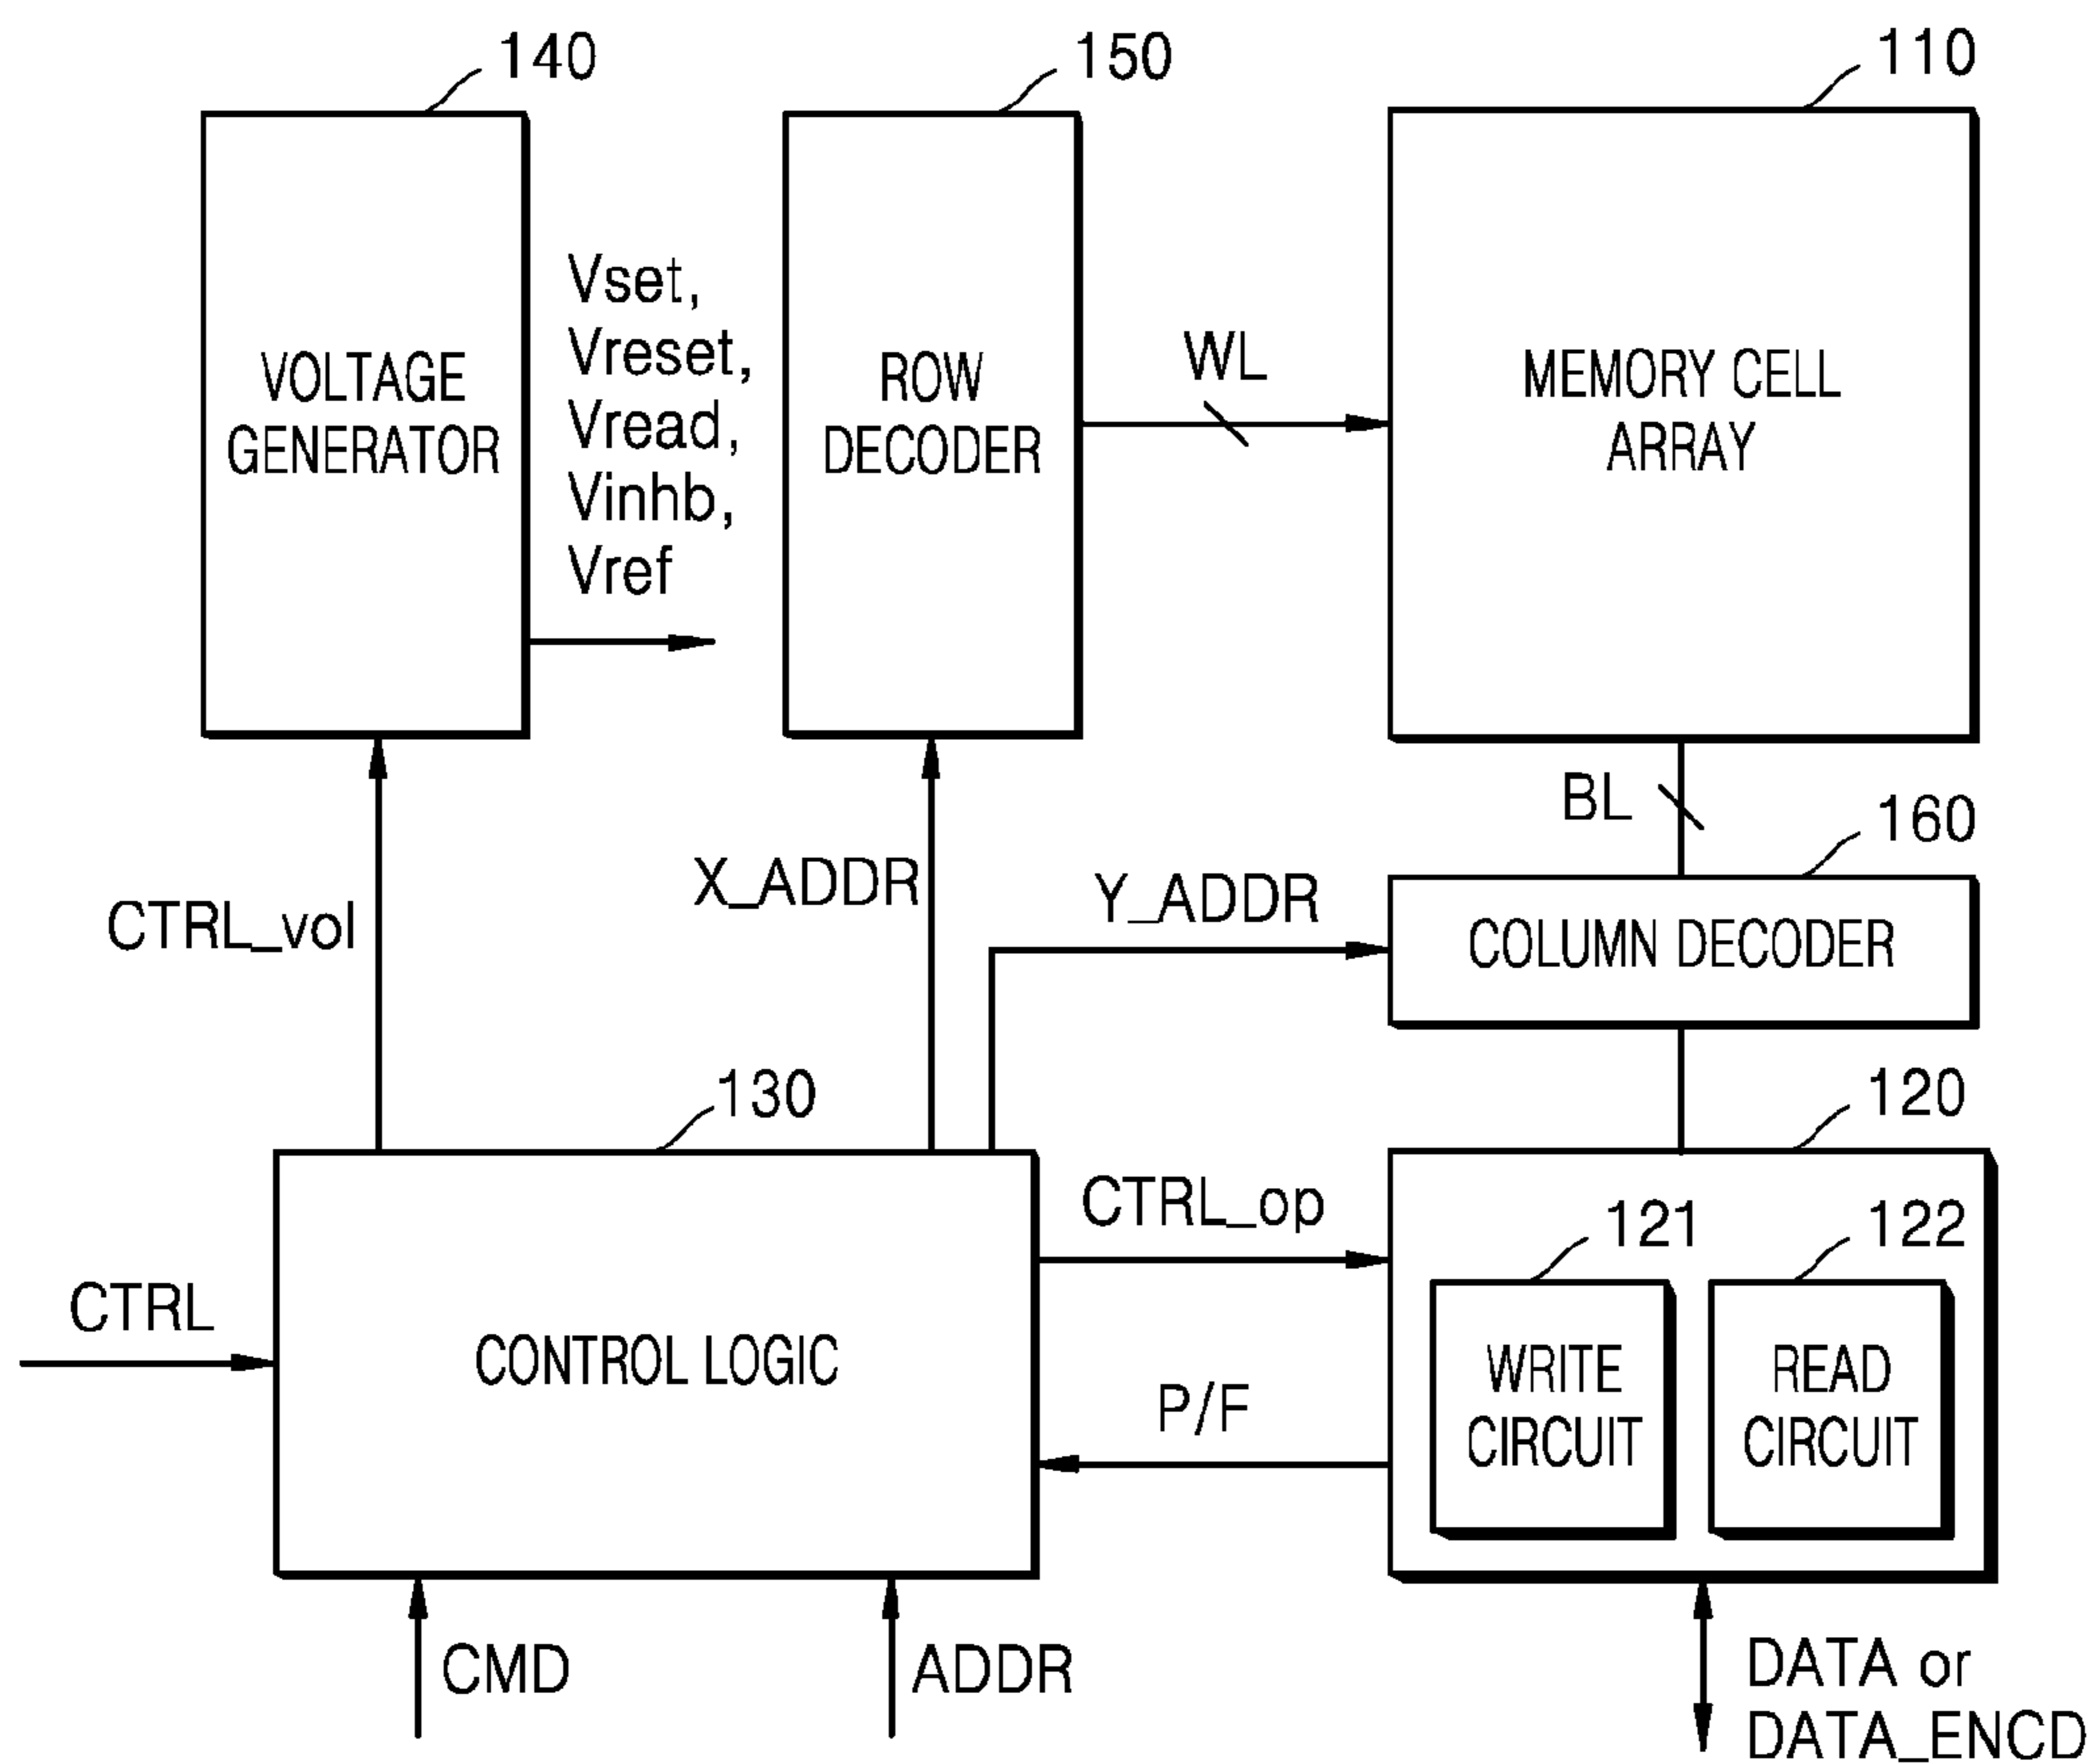 140
150
110
VOLTAGE
GENERATOR
Vset,
Vreset,
Vread,
Vinhb,
Vref
ROW
DECODER
WL
MEMORY CELL
ARRAY
BL
160
CTRL_vol
X_ADDR
Y_ADDR
COLUMN DECODER
130
120
CTRL_op
121
122
CTRL
CONTROL LOGIC
P/F
WRITE
CIRCUIT
READ
CIRCUIT
CMD
ADDR
DATA or
DATA_ENCD